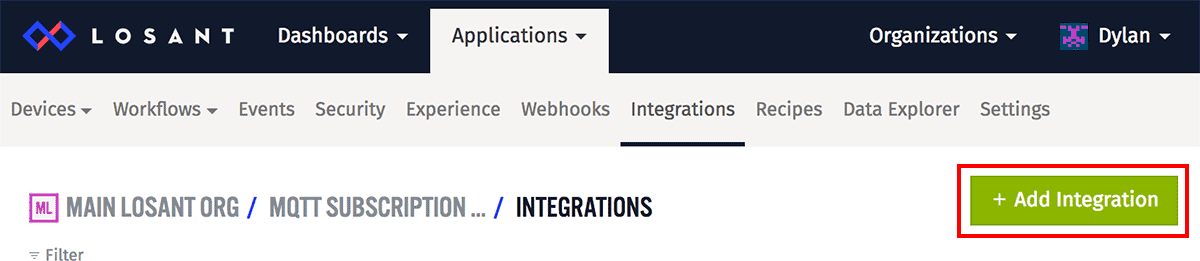 LOSANT Dashboards Applications Organizations Dylan
Devices Workflows Events Security Experience Webhooks Integrations Recipes Data Explorer Settings
ML MAIN LOSANT ORG / MQTT SUBSCRIPTION ... / INTEGRATIONS + Add Integration
Filter